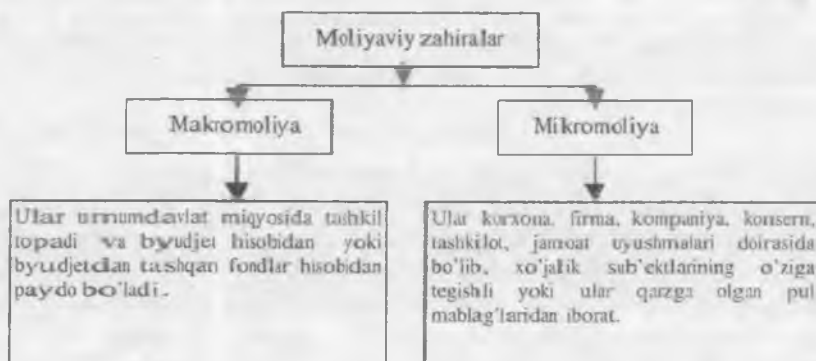 Moliyaviy zahiralar
Makromoliya
Mikromoliya
Ular umumdavlat miqyosida tashkil
topadi va byudjet hisobidan yoki
byudjetdan tashqari fondlar hisobidan
paydo bo'ladi.
Ular korxona, firma, kompaniya, konsern,
tashkilot, jamoat uyushmalari doirasida
bo'lib, xo'jalik sub'ektlarining o'ziga
tegishli yoki ular qarzga olgan pul
mablag'laridan iborat.